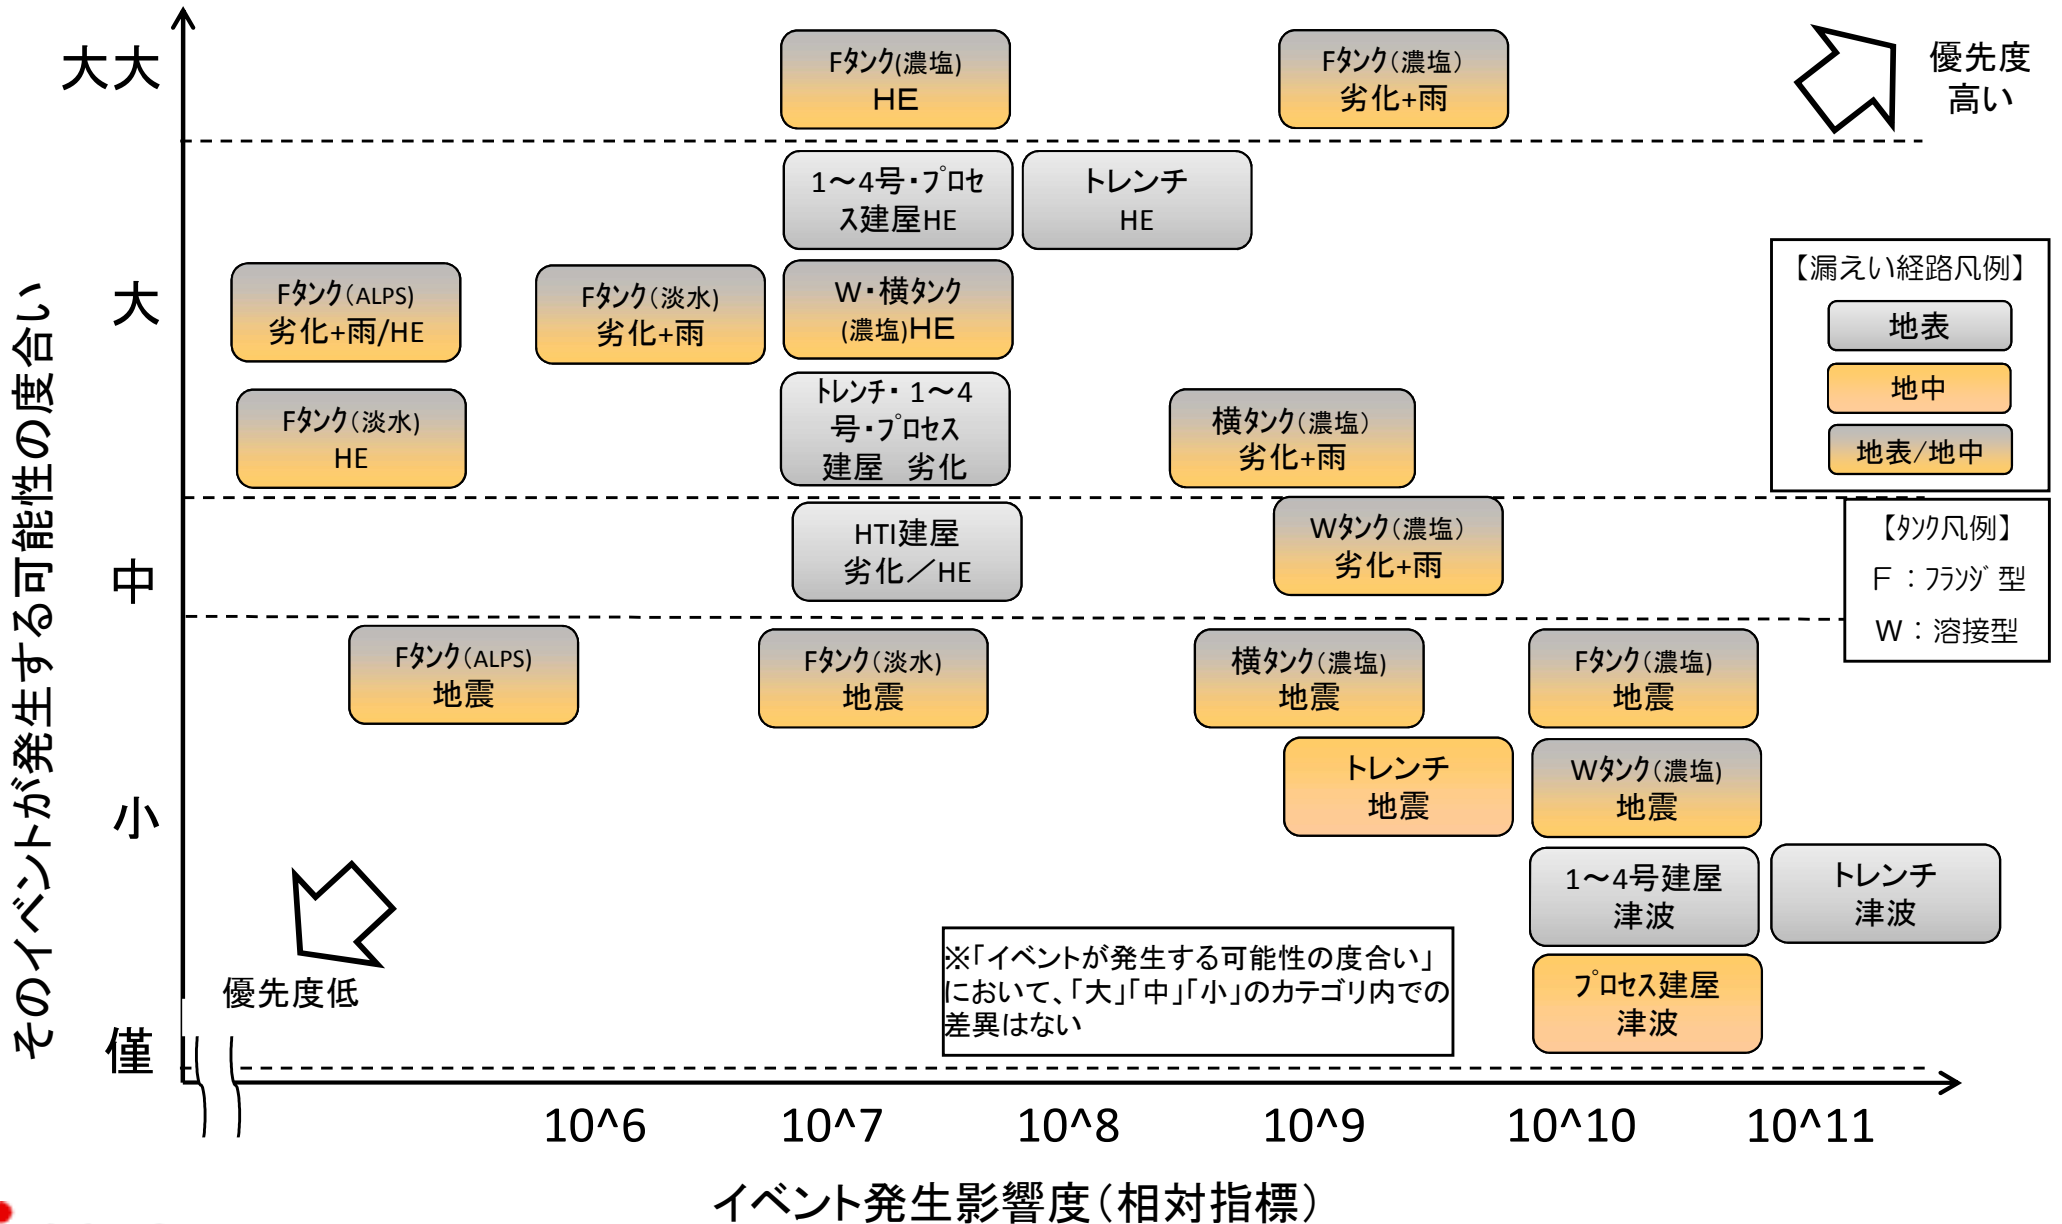 大大
Fﾀﾝｸ(濃塩)
HE
Fﾀﾝｸ(濃塩)
劣化+雨
優先度
高い
1～4号・ﾌﾟﾛｾ
ｽ建屋HE
トレンチ
HE
大
Fﾀﾝｸ(ALPS)
劣化+雨/HE
Fﾀﾝｸ(淡水)
劣化+雨
W・横ﾀﾝｸ
(濃塩)HE
Fﾀﾝｸ(淡水)
HE
ﾄﾚﾝﾁ・1～4
号・ﾌﾟﾛｾｽ
建屋 劣化
横ﾀﾝｸ(濃塩)
劣化+雨
【漏えい経路凡例】
地表
地中
地表/地中
中
HTI建屋
劣化／HE
Wﾀﾝｸ(濃塩)
劣化+雨
【ﾀﾝｸ凡例】
Ｆ：ﾌﾗﾝｼﾞ型
Ｗ：溶接型
小
Fﾀﾝｸ(ALPS)
地震
Fﾀﾝｸ(淡水)
地震
横ﾀﾝｸ(濃塩)
地震
Fﾀﾝｸ(濃塩)
地震
トレンチ
地震
Wﾀﾝｸ(濃塩)
地震
1～4号建屋
津波
トレンチ
津波
プﾛｾｽ建屋
津波
優先度低
※「イベントが発生する可能性の度合い」
において、「大」「中」「小」のカテゴリ内での
差異はない
僅
そのイベントが発生する可能性の度合い
10^6
10^7
10^8
10^9
10^10
10^11
イベント発生影響度(相対指標)